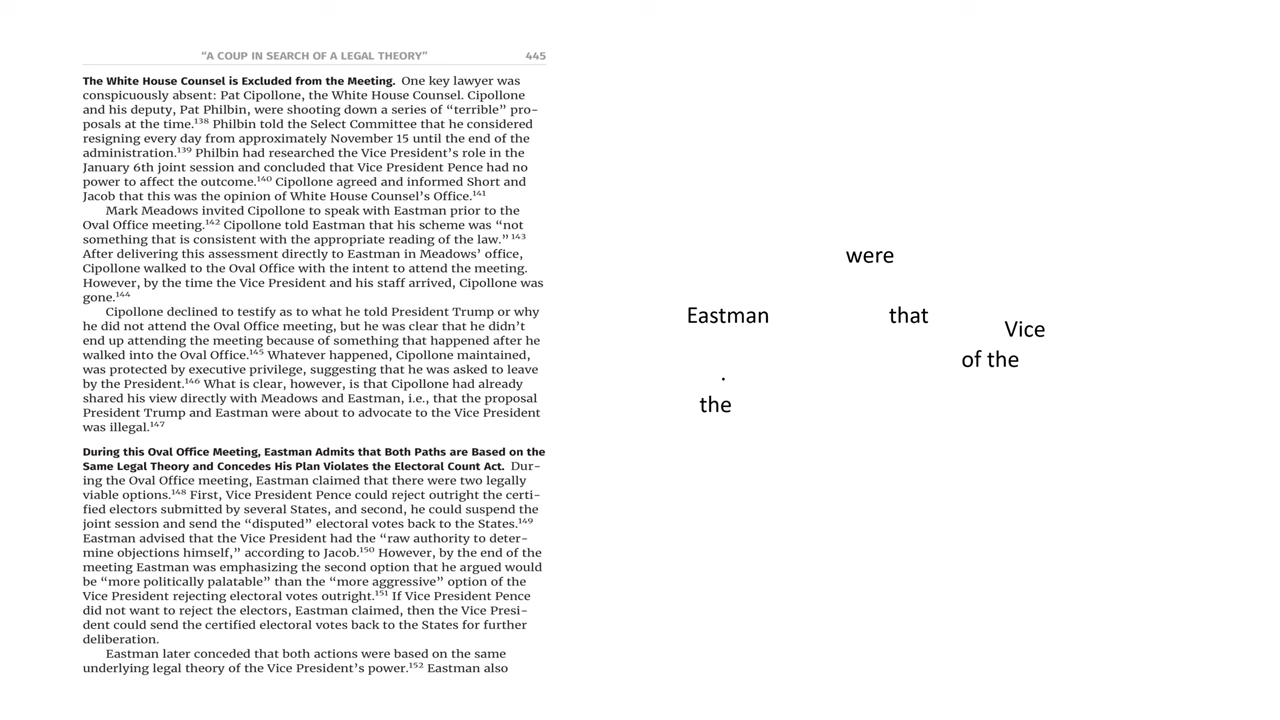 “A COUP IN SEARCH OF A LEGAL THEORY” 445
The White House Counsel is Excluded from the Meeting. One key lawyer was
conspicuously absent: Pat Cipollone, the White House Counsel. Cipollone
and his deputy, Pat Philbin, were shooting down a series of “terrible” pro-
posals at the time.138 Philbin told the Select Committee that he considered
resigning every day from approximately November 15 until the end of the
administration.139 Philbin had researched the Vice President’s role in the
January 6th joint session and concluded that Vice President Pence had no
power to affect the outcome.140 Cipollone agreed and informed Short and
Jacob that this was the opinion of White House Counsel’s Office.141
Mark Meadows invited Cipollone to speak with Eastman prior to the
Oval Office meeting.142 Cipollone told Eastman that his scheme was “not
something that is consistent with the appropriate reading of the law.” 143
After delivering this assessment directly to Eastman in Meadows’ office,
Cipollone walked to the Oval Office with the intent to attend the meeting.
However, by the time the Vice President and his staff arrived, Cipollone was
gone.144
Cipollone declined to testify as to what he told President Trump or why
he did not attend the Oval Office meeting, but he was clear that he didn’t
end up attending the meeting because of something that happened after he
walked into the Oval Office.145 Whatever happened, Cipollone maintained,
was protected by executive privilege, suggesting that he was asked to leave
by the President.146 What is clear, however, is that Cipollone had already
shared his view directly with Meadows and Eastman, i.e., that the proposal
President Trump and Eastman were about to advocate to the Vice President
was illegal.147
During this Oval Office Meeting, Eastman Admits that Both Paths are Based on the
Same Legal Theory and Concedes His Plan Violates the Electoral Count Act. Dur-
ing the Oval Office meeting, Eastman claimed that there were two legally
viable options.148 First, Vice President Pence could reject outright the certi-
fied electors submitted by several States, and second, he could suspend the
joint session and send the “disputed” electoral votes back to the States.149
Eastman advised that the Vice President had the “raw authority to deter-
mine objections himself,” according to Jacob.150 However, by the end of the
meeting Eastman was emphasizing the second option that he argued would
be “more politically palatable” than the “more aggressive” option of the
Vice President rejecting electoral votes outright.151 If Vice President Pence
did not want to reject the electors, Eastman claimed, then the Vice Presi-
dent could send the certified electoral votes back to the States for further
deliberation.
Eastman later conceded that both actions were based on the same
underlying legal theory of the Vice President’s power.152 Eastman also
were
Eastman that
Vice
of the
.
the